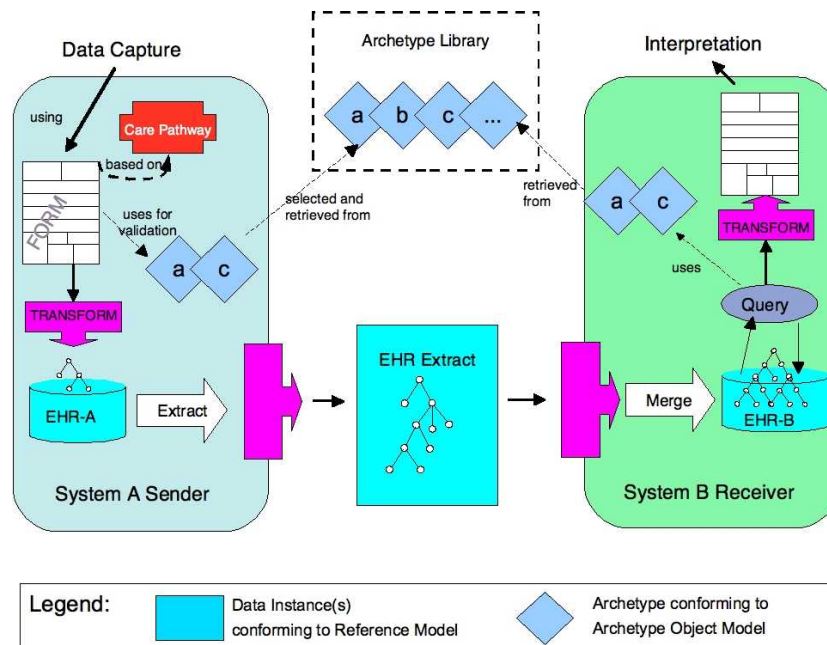 Data Capture
Archetype Library
Interpretation
using
Care Pathway
a
b
c
...
based on
FORM
uses for
validation
selected and
retrieved from
retrieved
from
a
c
a
c
TRANSFORM
uses
TRANSFORM
Query
EHR Extract
EHR-A
Extract
Merge
EHR-B
System A Sender
System B Receiver
Legend:
Data Instance(s)
conforming to Reference Model
Archetype conforming to
Archetype Object Model